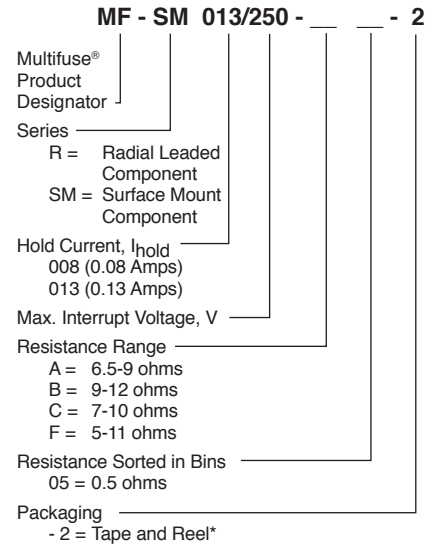 MF - SM 013/250 - __ __ - 2
Multifuse®
Product
Designator
Series
R = Radial Leaded
Component
SM = Surface Mount
Component
Hold Current, Ihold
008 (0.08 Amps)
013 (0.13 Amps)
Max. Interrupt Voltage, V
Resistance Range
A = 6.5-9 ohms
B = 9-12 ohms
C = 7-10 ohms
F = 5-11 ohms
Resistance Sorted in Bins
05 = 0.5 ohms
Packaging
- 2 = Tape and Reel*